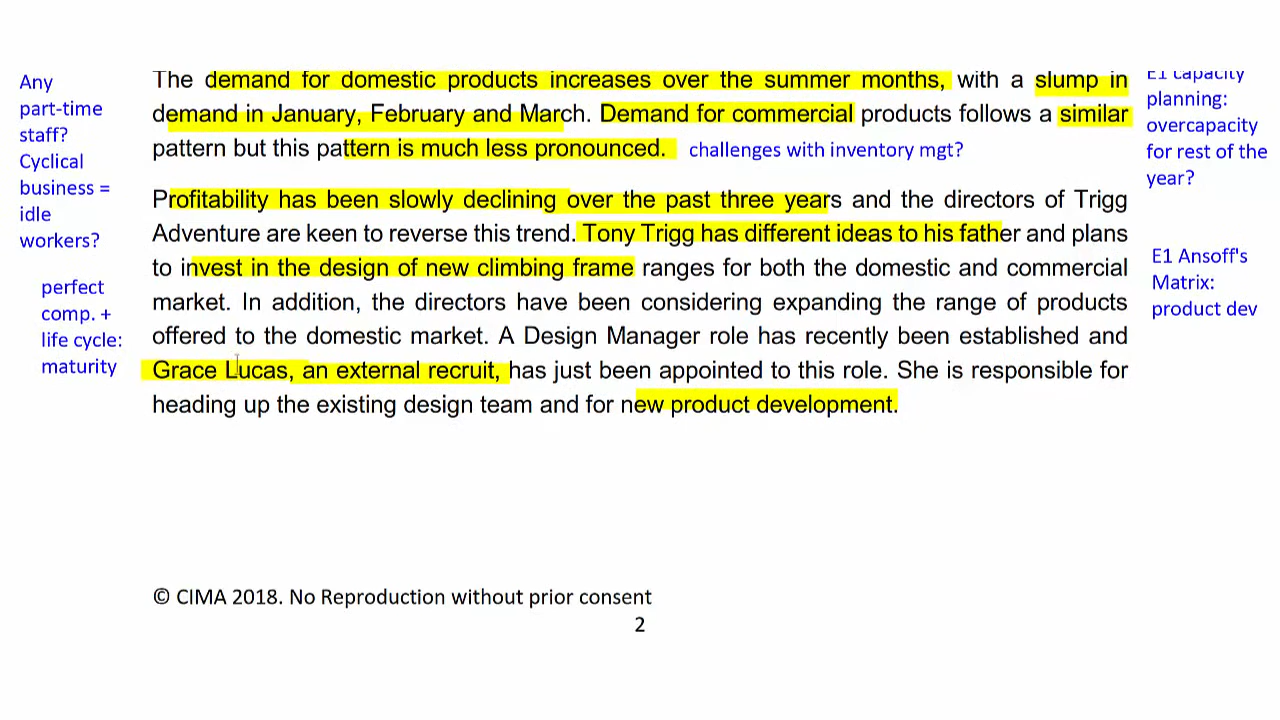 Any
part-time
staff?
Cyclical
business =
idle
workers?
perfect
comp. +
life cycle:
maturity
The demand for domestic products increases over the summer months, with a slump in
demand in January, February and March. Demand for commercial products follows a similar
pattern but this pattern is much less pronounced. challenges with inventory mgt?
Profitability has been slowly declining over the past three years and the directors of Trigg
Adventure are keen to reverse this trend. Tony Trigg has different ideas to his father and plans
to invest in the design of new climbing frame ranges for both the domestic and commercial
market. In addition, the directors have been considering expanding the range of products
offered to the domestic market. A Design Manager role has recently been established and
Grace Lucas, an external recruit, has just been appointed to this role. She is responsible for
heading up the existing design team and for new product development.
E1 capacity
planning:
overcapacity
for rest of the
year?
E1 Ansoff's
Matrix:
product dev
© CIMA 2018. No Reproduction without prior consent
2